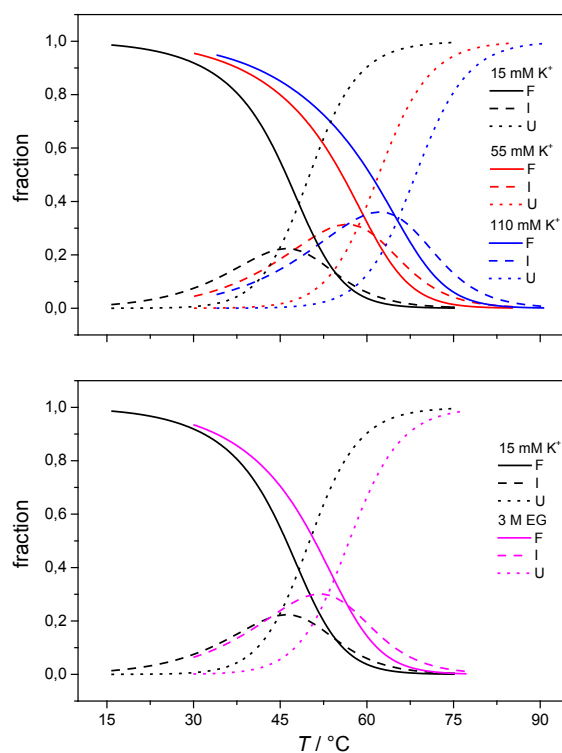 1,0
0,8
0,6
0,4
0,2
0,0
fraction
15 mM K⁺
F
I
U
55 mM K⁺
F
I
U
110 mM K⁺
F
I
U
1,0
0,8
0,6
0,4
0,2
0,0
fraction
15 mM K⁺
F
I
U
3 M EG
F
I
U
15 30 45 60 75 90
T / °C